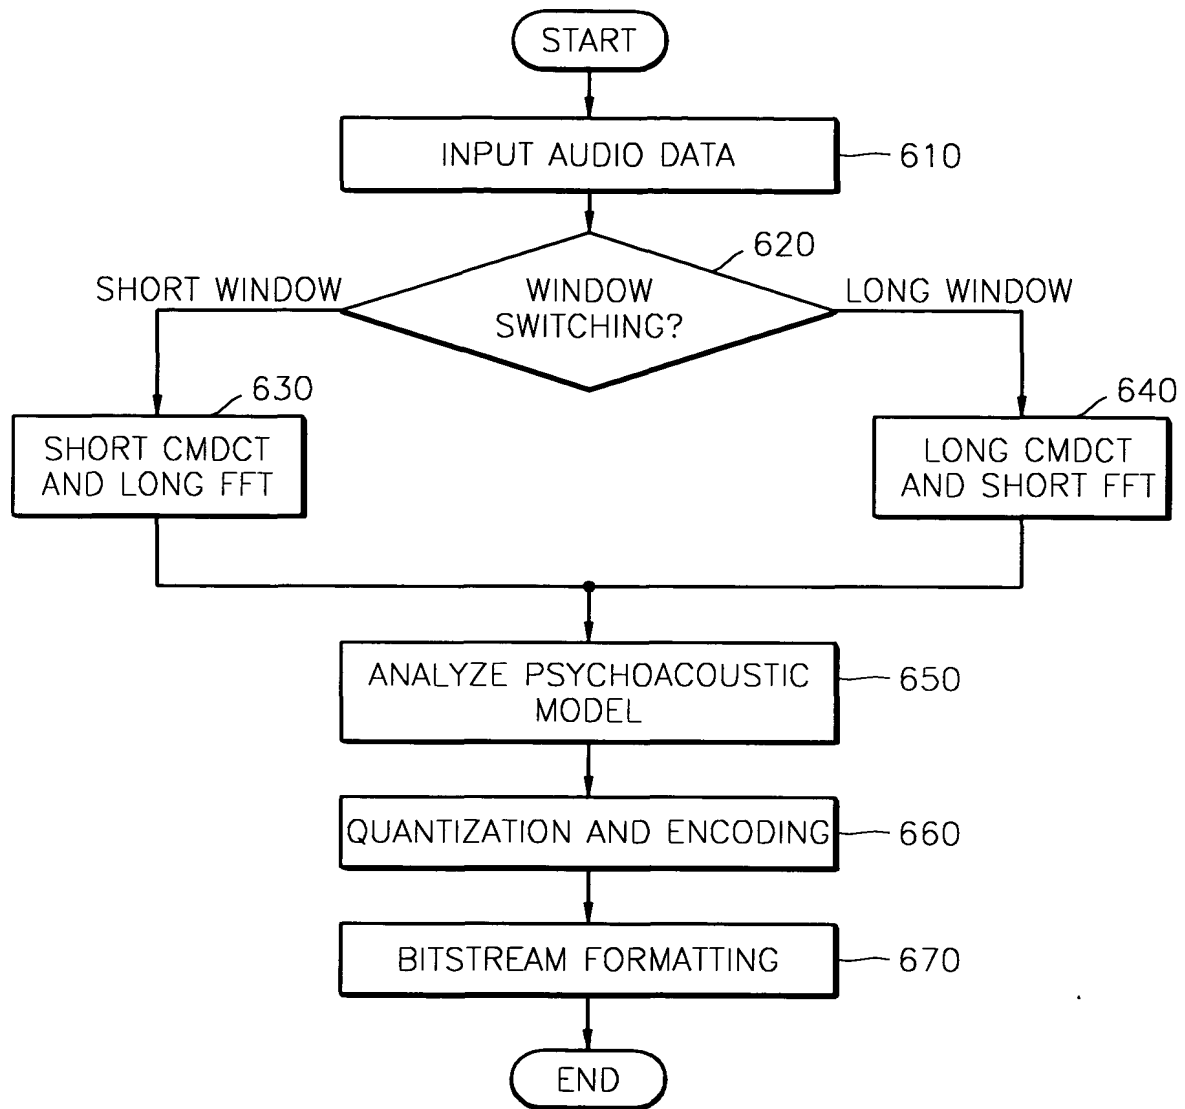 START
INPUT AUDIO DATA
610
620
SHORT WINDOW
WINDOW
SWITCHING?
LONG WINDOW
630
SHORT CMDCT
AND LONG FFT
640
LONG CMDCT
AND SHORT FFT
ANALYZE PSYCHOACOUSTIC
MODEL
650
QUANTIZATION AND ENCODING
660
BITSTREAM FORMATTING
670
END